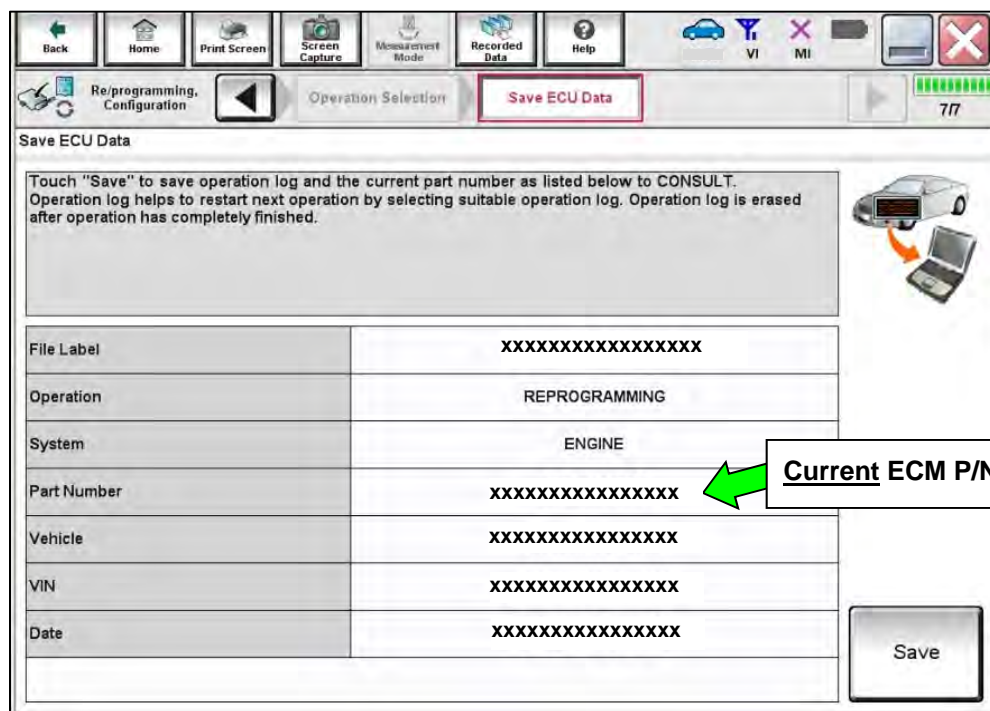 Back
Home
Print Screen
Screen
Capture
Measurement
Mode
Recorded
Data
Help
VI
MI
Re/programming,
Configuration
Operation Selection
Save ECU Data
7/7
Save ECU Data
Touch "Save" to save operation log and the current part number as listed below to CONSULT.
Operation log helps to restart next operation by selecting suitable operation log. Operation log is erased
after operation has completely finished.
File Label
xxxxxxxxxxxxxxxxx
Operation
REPROGRAMMING
System
ENGINE
Part Number
xxxxxxxxxxxxxxxx
Current ECM P/N
Vehicle
xxxxxxxxxxxxxxxx
VIN
xxxxxxxxxxxxxxxx
Date
xxxxxxxxxxxxxxxx
Save